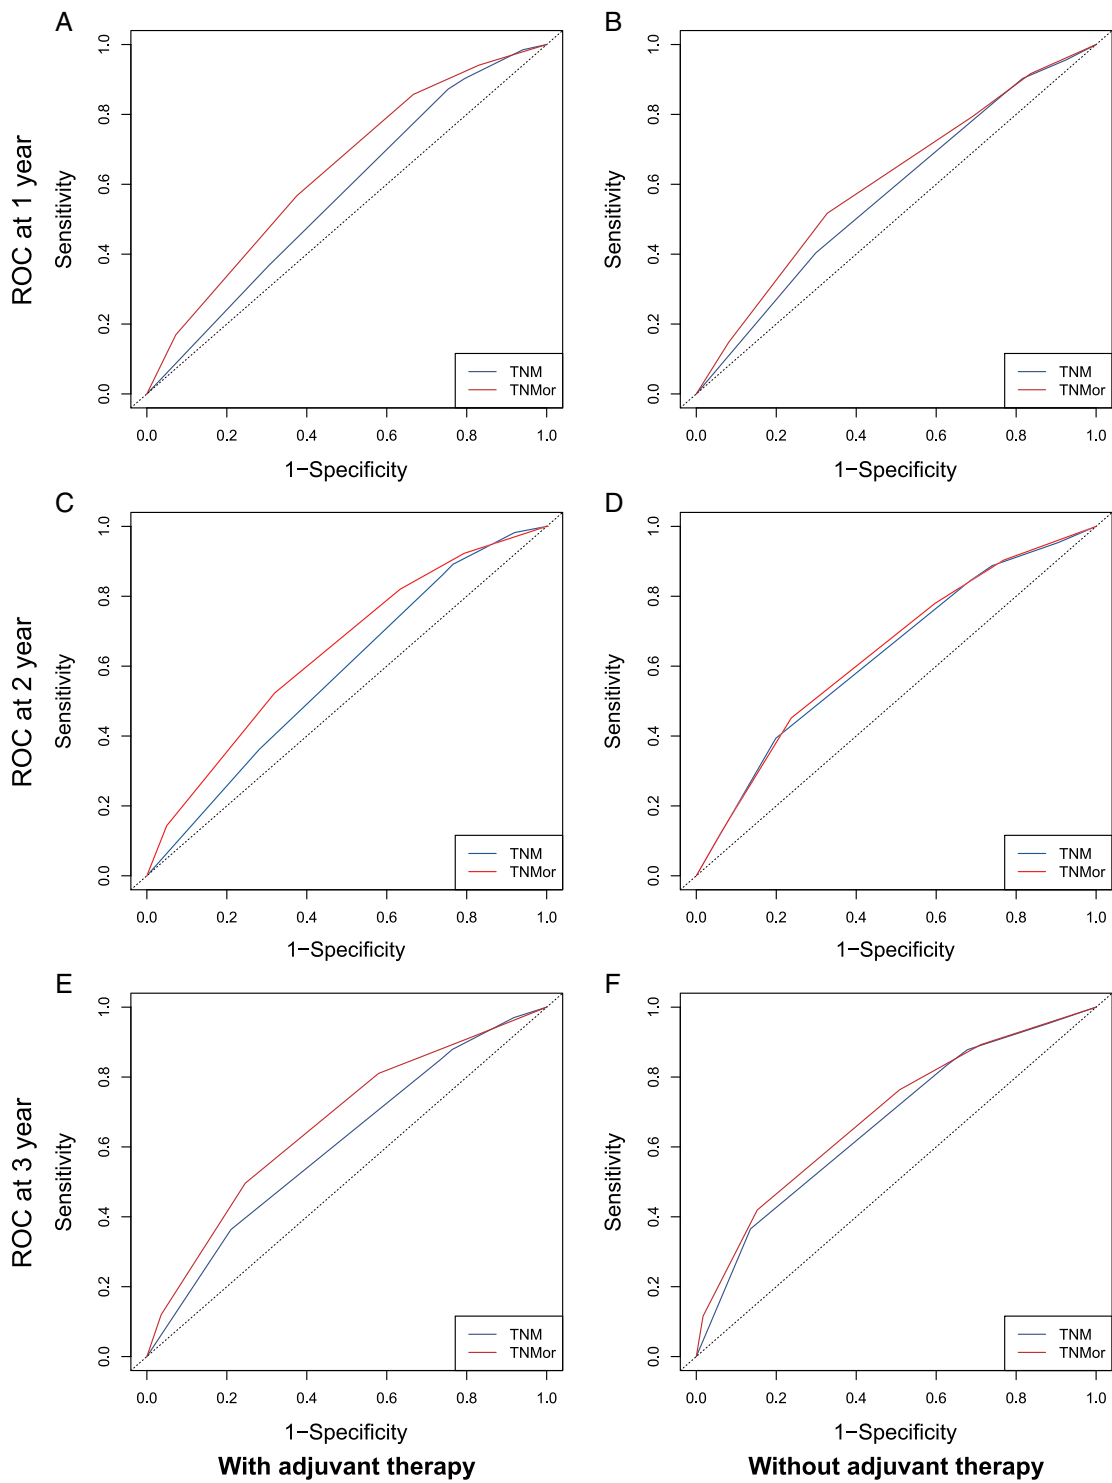 A
ROC at 1 year
Sensitivity
1.0
0.8
0.6
0.4
0.2
0.0
0.0 0.2 0.4 0.6 0.8 1.0
1−Specificity
TNM
TNMor
B
Sensitivity
1.0
0.8
0.6
0.4
0.2
0.0
0.0 0.2 0.4 0.6 0.8 1.0
1−Specificity
TNM
TNMor
C
ROC at 2 year
Sensitivity
1.0
0.8
0.6
0.4
0.2
0.0
0.0 0.2 0.4 0.6 0.8 1.0
1−Specificity
TNM
TNMor
D
Sensitivity
1.0
0.8
0.6
0.4
0.2
0.0
0.0 0.2 0.4 0.6 0.8 1.0
1−Specificity
TNM
TNMor
E
ROC at 3 year
Sensitivity
1.0
0.8
0.6
0.4
0.2
0.0
0.0 0.2 0.4 0.6 0.8 1.0
1−Specificity
TNM
TNMor
With adjuvant therapy
F
Sensitivity
1.0
0.8
0.6
0.4
0.2
0.0
0.0 0.2 0.4 0.6 0.8 1.0
1−Specificity
TNM
TNMor
Without adjuvant therapy